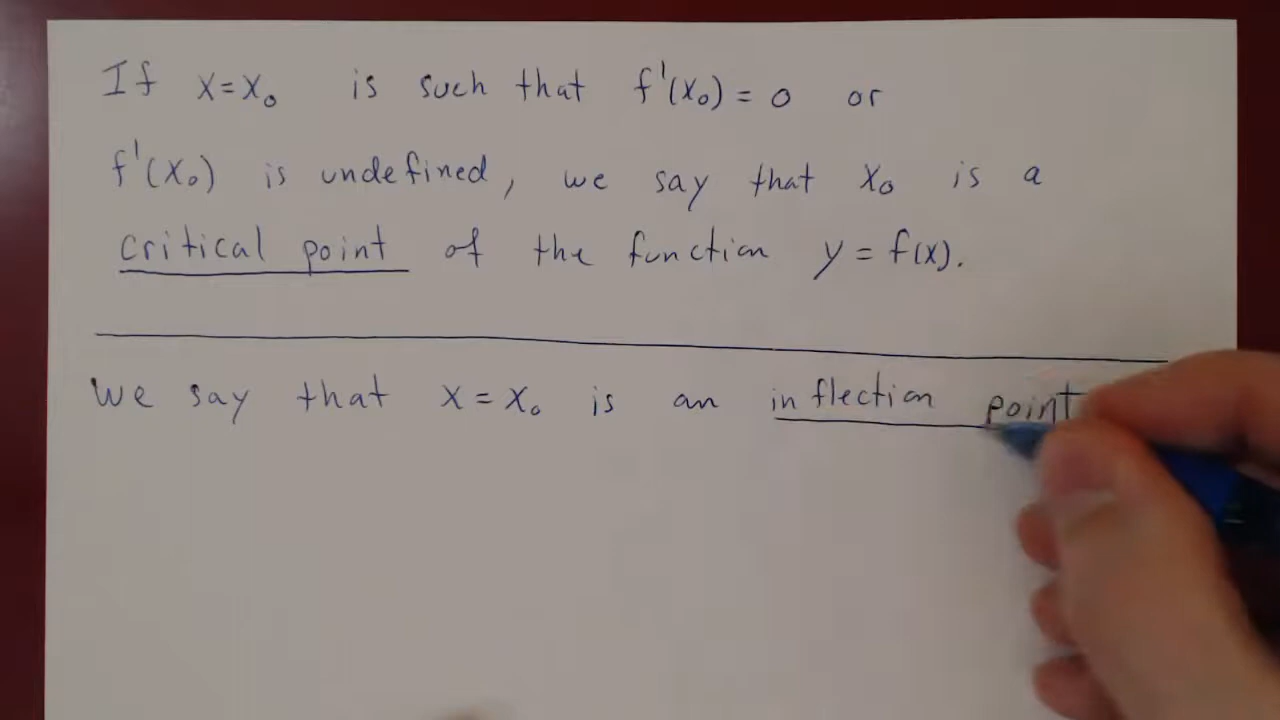 If x=x₀ is such that f'(x₀) = 0 or
f'(x₀) is undefined, we say that x₀ is a
critical point of the function y = f(x).
We say that x=x₀ is an inflection point